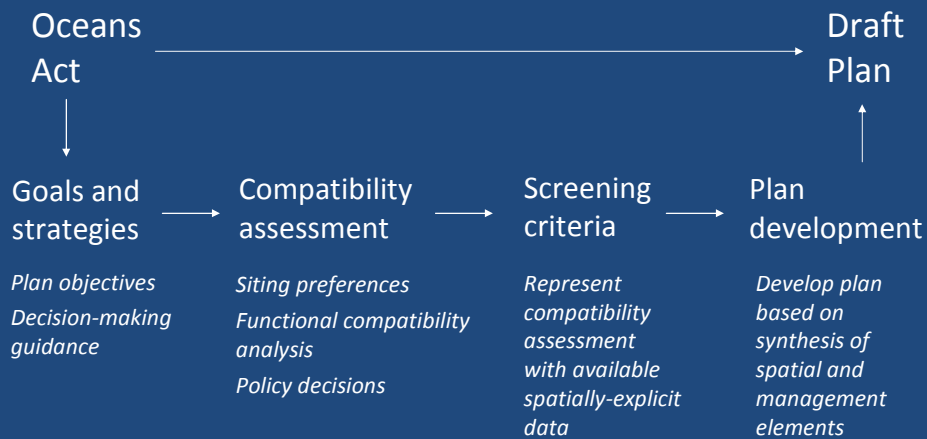 Oceans
Act
Draft
Plan
Goals and
strategies
Plan objectives
Decision-making
guidance
Compatibility
assessment
Siting preferences
Functional compatibility
analysis
Policy decisions
Screening
criteria
Represent
compatibility
assessment
with available
spatially-explicit
data
Plan
development
Develop plan
based on
synthesis of
spatial and
management
elements